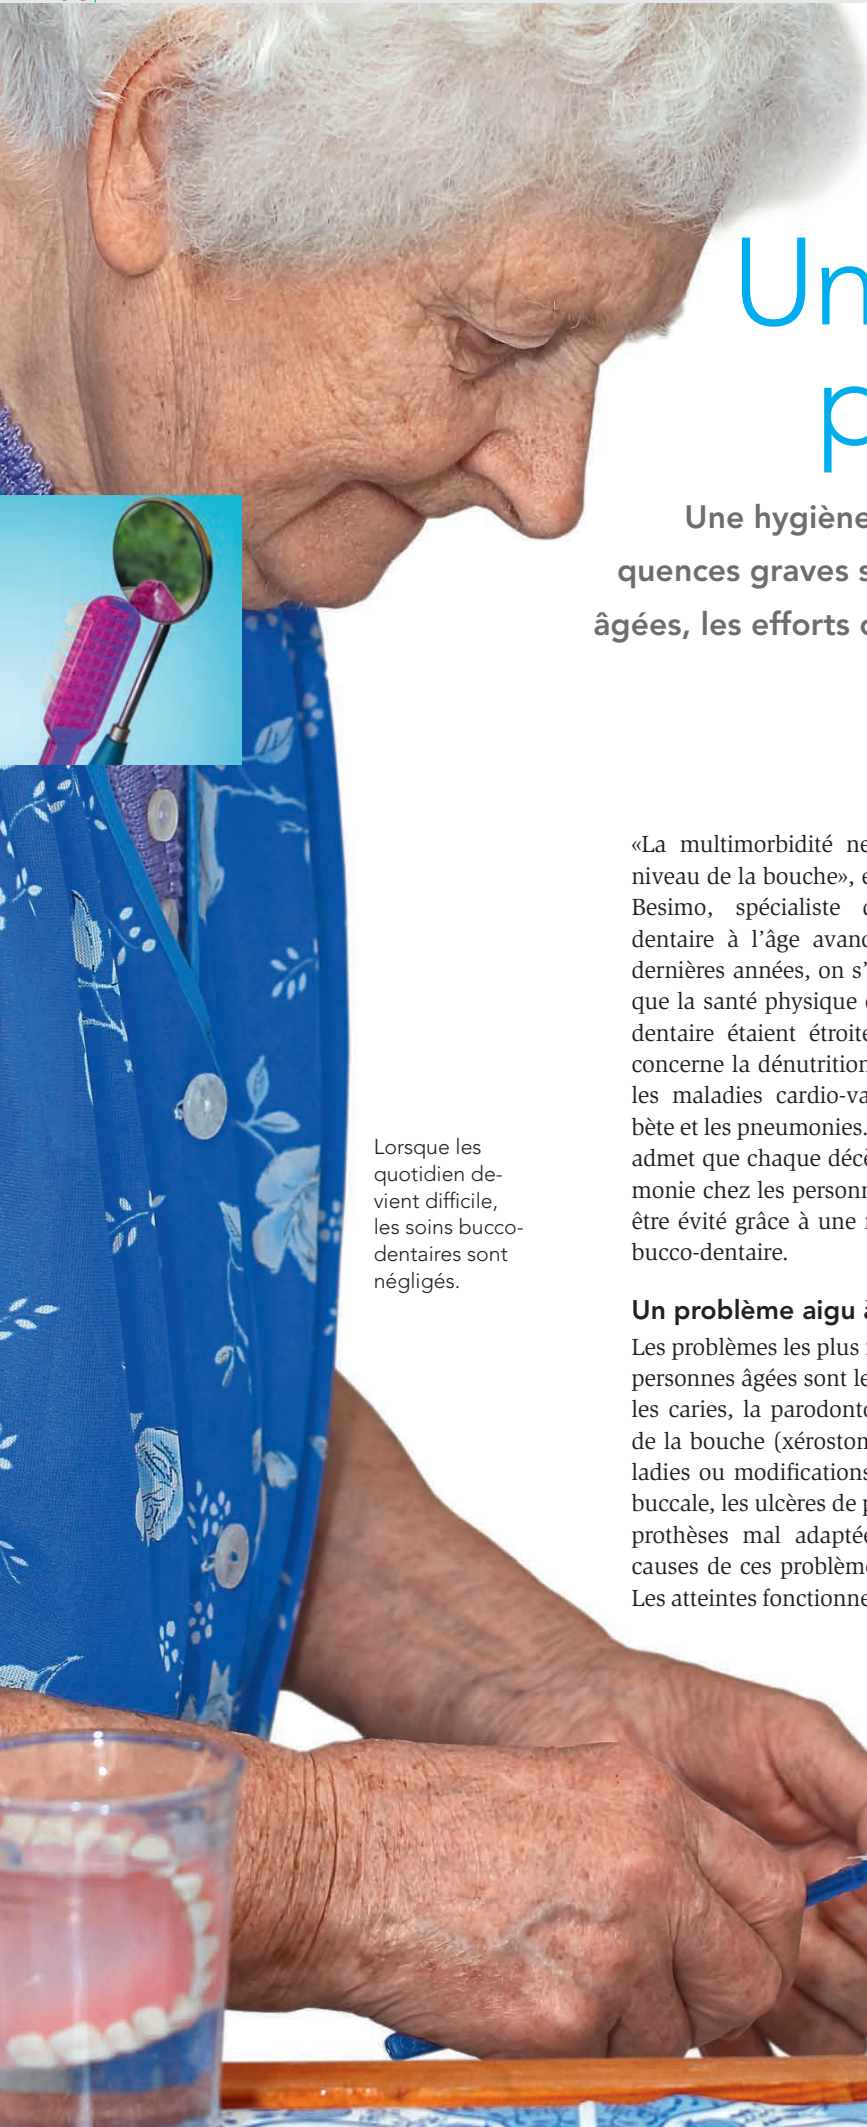 Un
p
Une hygiène
quences graves s
âgées, les efforts
«La multimorbidité ne
niveau de la bouche», e
Besimo, spécialiste
dentaire à l’âge avanc
dernières années, on s’
que la santé physique
dentaire étaient étroite
concerne la dénutrition
les maladies cardio-va
bète et les pneumonies.
admet que chaque décè
monie chez les personn
être évité grâce à une
bucco-dentaire.
Lorsque les
quotidien de-
vient difficile,
les soins bucco-
dentaires sont
négligés.
Un problème aigu à
Les problèmes les plus
personnes âgées sont le
les caries, la parodonto
de la bouche (xéroston
ladies ou modifications
buccale, les ulcères de p
prothèses mal adaptée
causes de ces problème
Les atteintes fonctionne